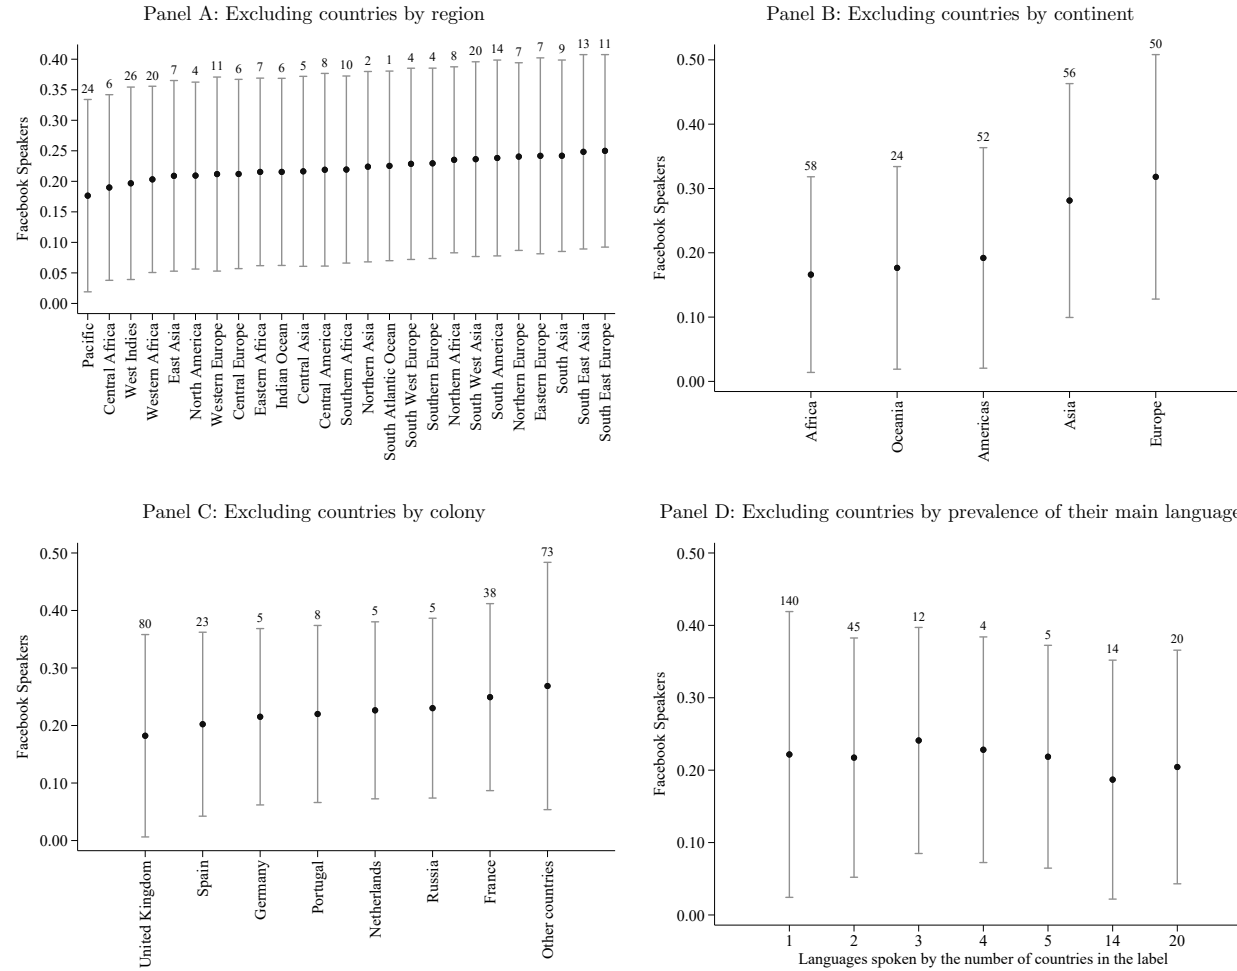 Panel A: Excluding countries by region
Facebook Speakers
0.40
0.35
0.30
0.25
0.20
0.15
0.10
0.05
0.00
24 6 26 20 7 4 11 6 7 6 5 8 10 2 1 4 4 8 20 14 7 7 9 13 11
Pacific
Central Africa
West Indies
Western Africa
East Asia
North America
Western Europe
Central Europe
Eastern Africa
Indian Ocean
Central Asia
Central America
Southern Africa
Northern Asia
South Atlantic Ocean
South West Europe
Southern Europe
Northern Africa
South West Asia
South America
Northern Europe
Eastern Europe
South Asia
South East Asia
South East Europe
Panel B: Excluding countries by continent
Facebook Speakers
0.50
0.40
0.30
0.20
0.10
0.00
58 24 52 56 50
Africa
Oceania
Americas
Asia
Europe
Panel C: Excluding countries by colony
Facebook Speakers
0.50
0.40
0.30
0.20
0.10
0.00
80 23 5 8 5 5 38 73
United Kingdom
Spain
Germany
Portugal
Netherlands
Russia
France
Other countries
Panel D: Excluding countries by prevalence of their main language
Facebook Speakers
0.50
0.40
0.30
0.20
0.10
0.00
140 45 12 4 5 14 20
1 2 3 4 5 14 20
Languages spoken by the number of countries in the label